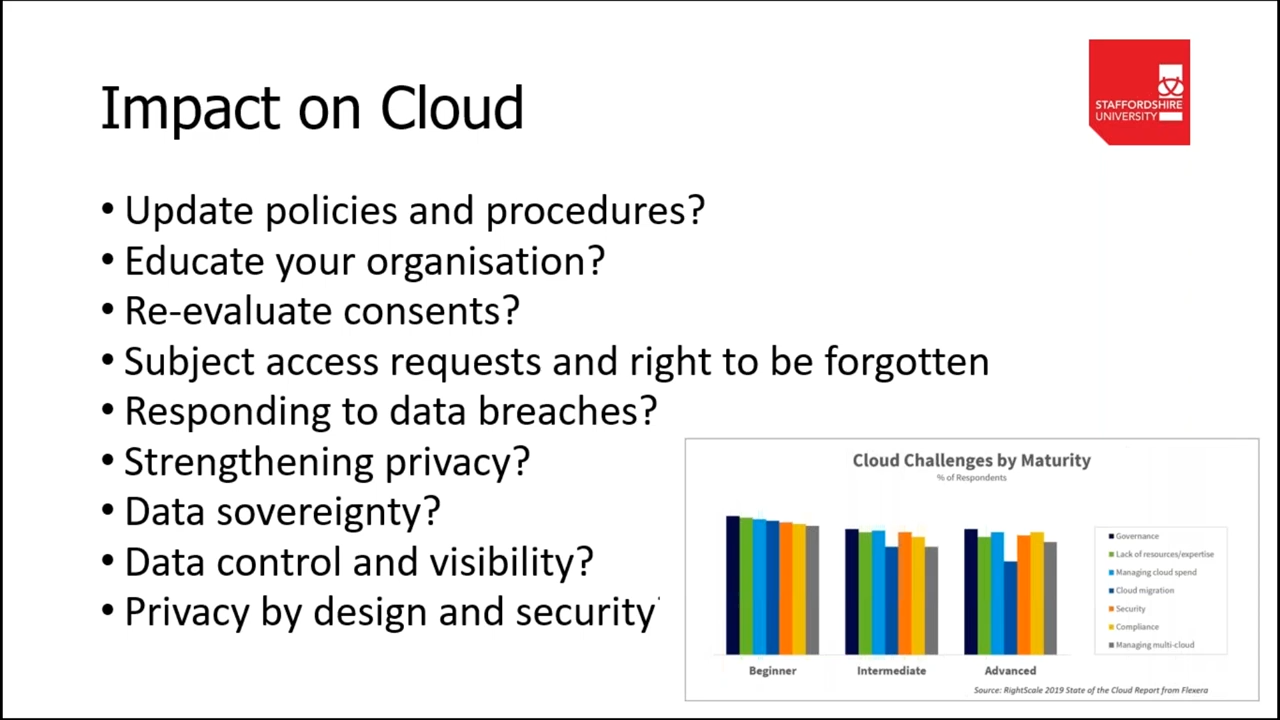 Impact on Cloud
STAFFORDSHIRE
UNIVERSITY
• Update policies and procedures?
• Educate your organisation?
• Re-evaluate consents?
• Subject access requests and right to be forgotten
• Responding to data breaches?
• Strengthening privacy?
• Data sovereignty?
• Data control and visibility?
• Privacy by design and security
Cloud Challenges by Maturity
% of Respondents
Governance
Lack of resources/expertise
Managing cloud spend
Cloud migration
Security
Compliance
Managing multi-cloud
Beginner Intermediate Advanced
Source: RightScale 2019 State of the Cloud Report from Flexera